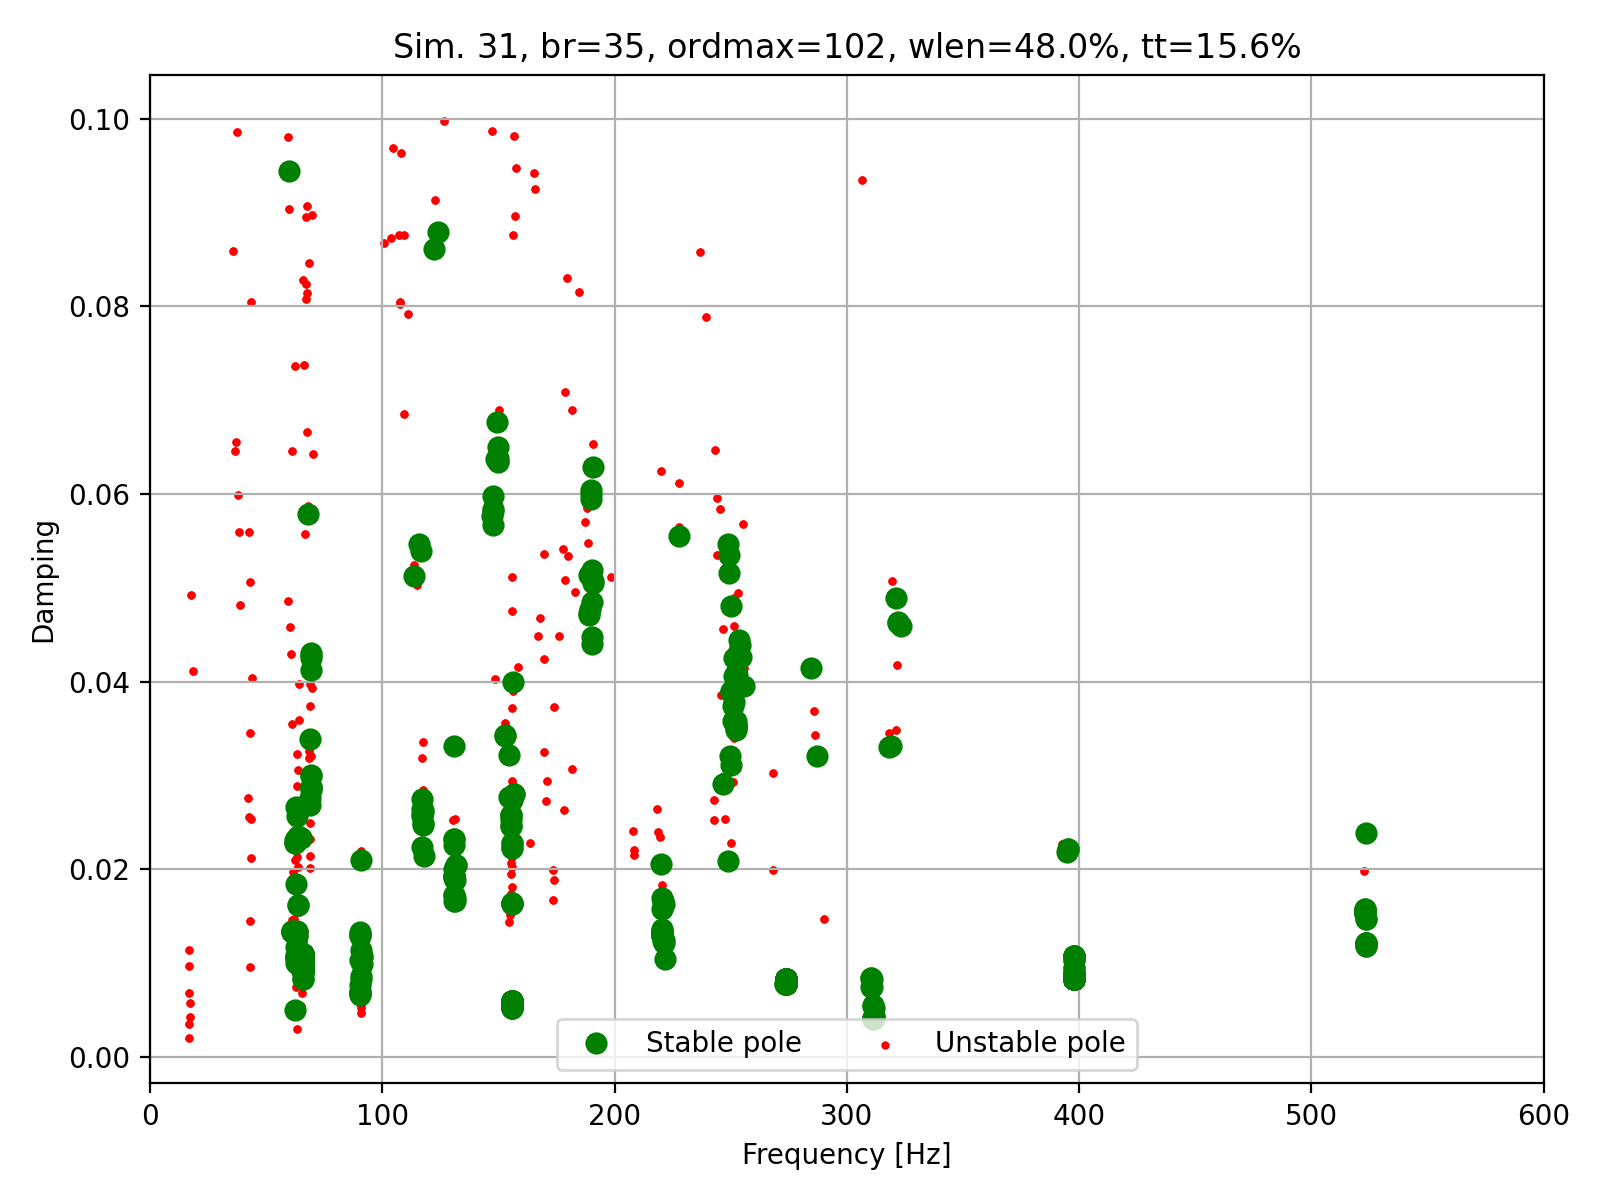 Sim. 31, br=35, ordmax=102, wlen=48.0%, tt=15.6%
0.10
0.08
0.06
0.04
0.02
0.00
Damping
Stable pole
Unstable pole
0 100 200 300 400 500 600
Frequency [Hz]